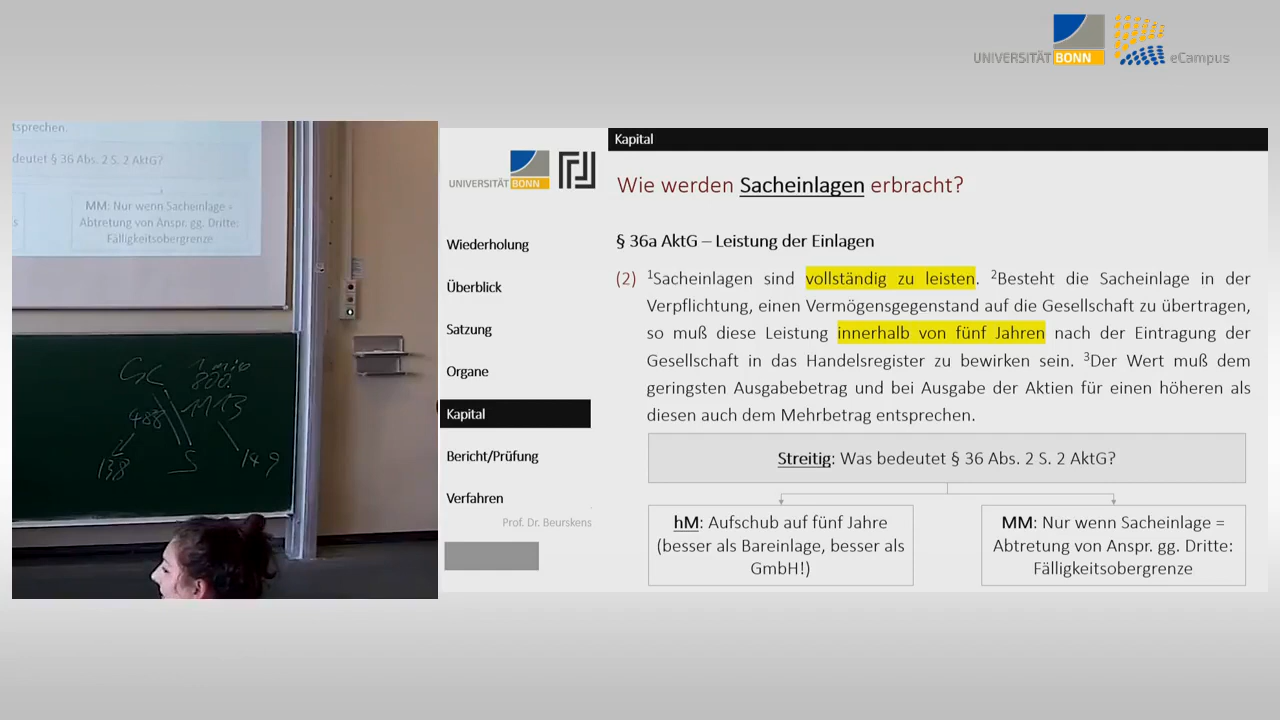 UNIVERSITÄT BONN eCampus
tsprechen.
deutet § 36 Abs. 2 S. 2 AktG?
MM: Nur wenn Sacheinlage =
Abtretung von Anspr. gg. Dritte:
Fälligkeitsobergrenze
s
800.
488
138
S
149
UNIVERSITÄT BONN
Wiederholung
Überblick
Satzung
Organe
Kapital
Bericht/Prüfung
Verfahren
Prof. Dr. Beurskens
Kapital
Wie werden Sacheinlagen erbracht?
§ 36a AktG – Leistung der Einlagen
(2) 1Sacheinlagen sind vollständig zu leisten. 2Besteht die Sacheinlage in der
Verpflichtung, einen Vermögensgegenstand auf die Gesellschaft zu übertragen,
so muß diese Leistung innerhalb von fünf Jahren nach der Eintragung der
Gesellschaft in das Handelsregister zu bewirken sein. 3Der Wert muß dem
geringsten Ausgabebetrag und bei Ausgabe der Aktien für einen höheren als
diesen auch dem Mehrbetrag entsprechen.
Streitig: Was bedeutet § 36 Abs. 2 S. 2 AktG?
hM: Aufschub auf fünf Jahre
(besser als Bareinlage, besser als
GmbH!)
MM: Nur wenn Sacheinlage =
Abtretung von Anspr. gg. Dritte:
Fälligkeitsobergrenze